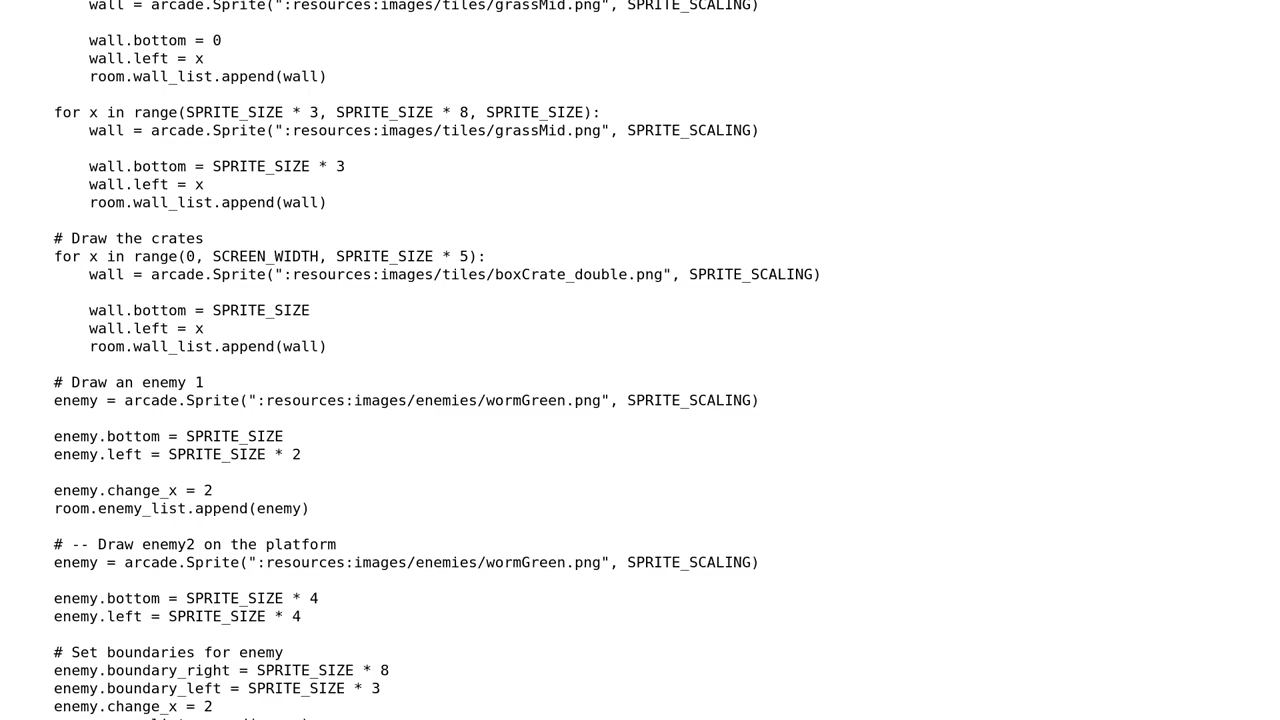 wall = arcade.Sprite(":resources:images/tiles/grassMid.png", SPRITE_SCALING)
wall.bottom = 0
wall.left = x
room.wall_list.append(wall)
for x in range(SPRITE_SIZE * 3, SPRITE_SIZE * 8, SPRITE_SIZE):
wall = arcade.Sprite(":resources:images/tiles/grassMid.png", SPRITE_SCALING)
wall.bottom = SPRITE_SIZE * 3
wall.left = x
room.wall_list.append(wall)
# Draw the crates
for x in range(0, SCREEN_WIDTH, SPRITE_SIZE * 5):
wall = arcade.Sprite(":resources:images/tiles/boxCrate_double.png", SPRITE_SCALING)
wall.bottom = SPRITE_SIZE
wall.left = x
room.wall_list.append(wall)
# Draw an enemy 1
enemy = arcade.Sprite(":resources:images/enemies/wormGreen.png", SPRITE_SCALING)
enemy.bottom = SPRITE_SIZE
enemy.left = SPRITE_SIZE * 2
enemy.change_x = 2
room.enemy_list.append(enemy)
# -- Draw enemy2 on the platform
enemy = arcade.Sprite(":resources:images/enemies/wormGreen.png", SPRITE_SCALING)
enemy.bottom = SPRITE_SIZE * 4
enemy.left = SPRITE_SIZE * 4
# Set boundaries for enemy
enemy.boundary_right = SPRITE_SIZE * 8
enemy.boundary_left = SPRITE_SIZE * 3
enemy.change_x = 2